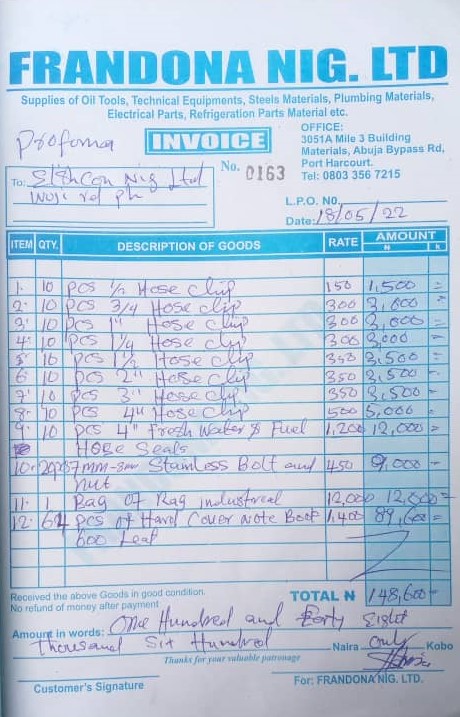 FRANDONA NIG. LTD
Supplies of Oil Tools, Technical Equipments, Steels Materials, Plumbing Materials,
Electrical Parts, Refrigeration Parts Material etc.
Profoma INVOICE
OFFICE:
3051A Mile 3 Building
Materials, Abuja Bypass Rd,
Port Harcourt.
Tel: 0803 356 7215
No. 0163
To: Nig Ltd
rd ph
L.P.O. NO.
Date: 18/05/22
ITEM QTY. DESCRIPTION OF GOODS RATE AMOUNT
N K
1. 10 pcs 1/2 Hose clip 150 1,500 =
2. 10 pcs 3/4 Hose clip 300 3,000 =
3. 10 pcs 1" Hose clip 300 3,000 =
4. 10 pcs 1 1/4 Hose clip 300 3,000 =
5. 10 pcs 1 1/2 Hose clip 350 3,500 =
6. 10 pcs 2" Hose clip 350 3,500 =
7. 10 pcs 3" Hose clip 350 3,500 =
8. 10 pcs 4" Hose clip 500 5,000 =
9. 10 pcs 4" Fresh Water & Fuel 1,200 12,000 =
Hose Seals
10. 20pcs 7mm-8mm Stainless Bolt and 450 9,000 =
nut
11. 1 Bag of Rag industreal 12,000 12,000 =
12. 64 pcs of Hard Cover Note Book 1,400 89,600 =
600 Leaf
Received the above Goods in good condition.
No refund of money after payment
TOTAL N 148,600 =
Amount in words: One Hundred and Forty Eight
Thousand Six Hundred Naira only Kobo
Thanks for your valuable patronage
Customer's Signature
For: FRANDONA NIG. LTD.